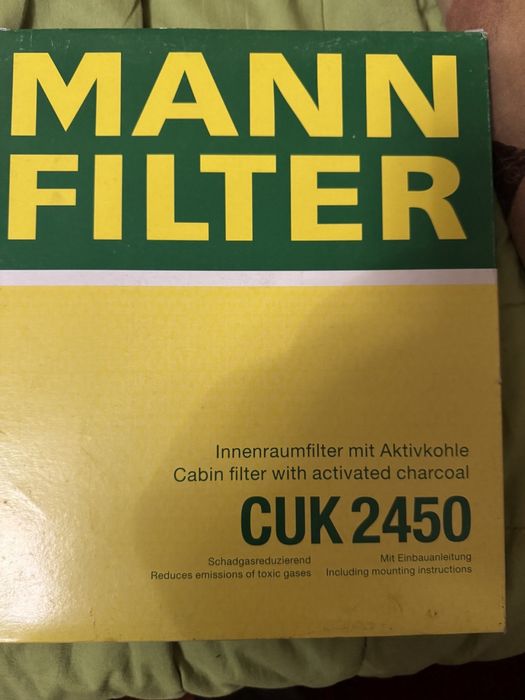 MANN
FILTER
Innenraumfilter mit Aktivkohle
Cabin filter with activated charcoal
CUK 2450
Schadgasreduzierend
Reduces emissions of toxic gases
Mit Einbauanleitung
Including mounting instructions